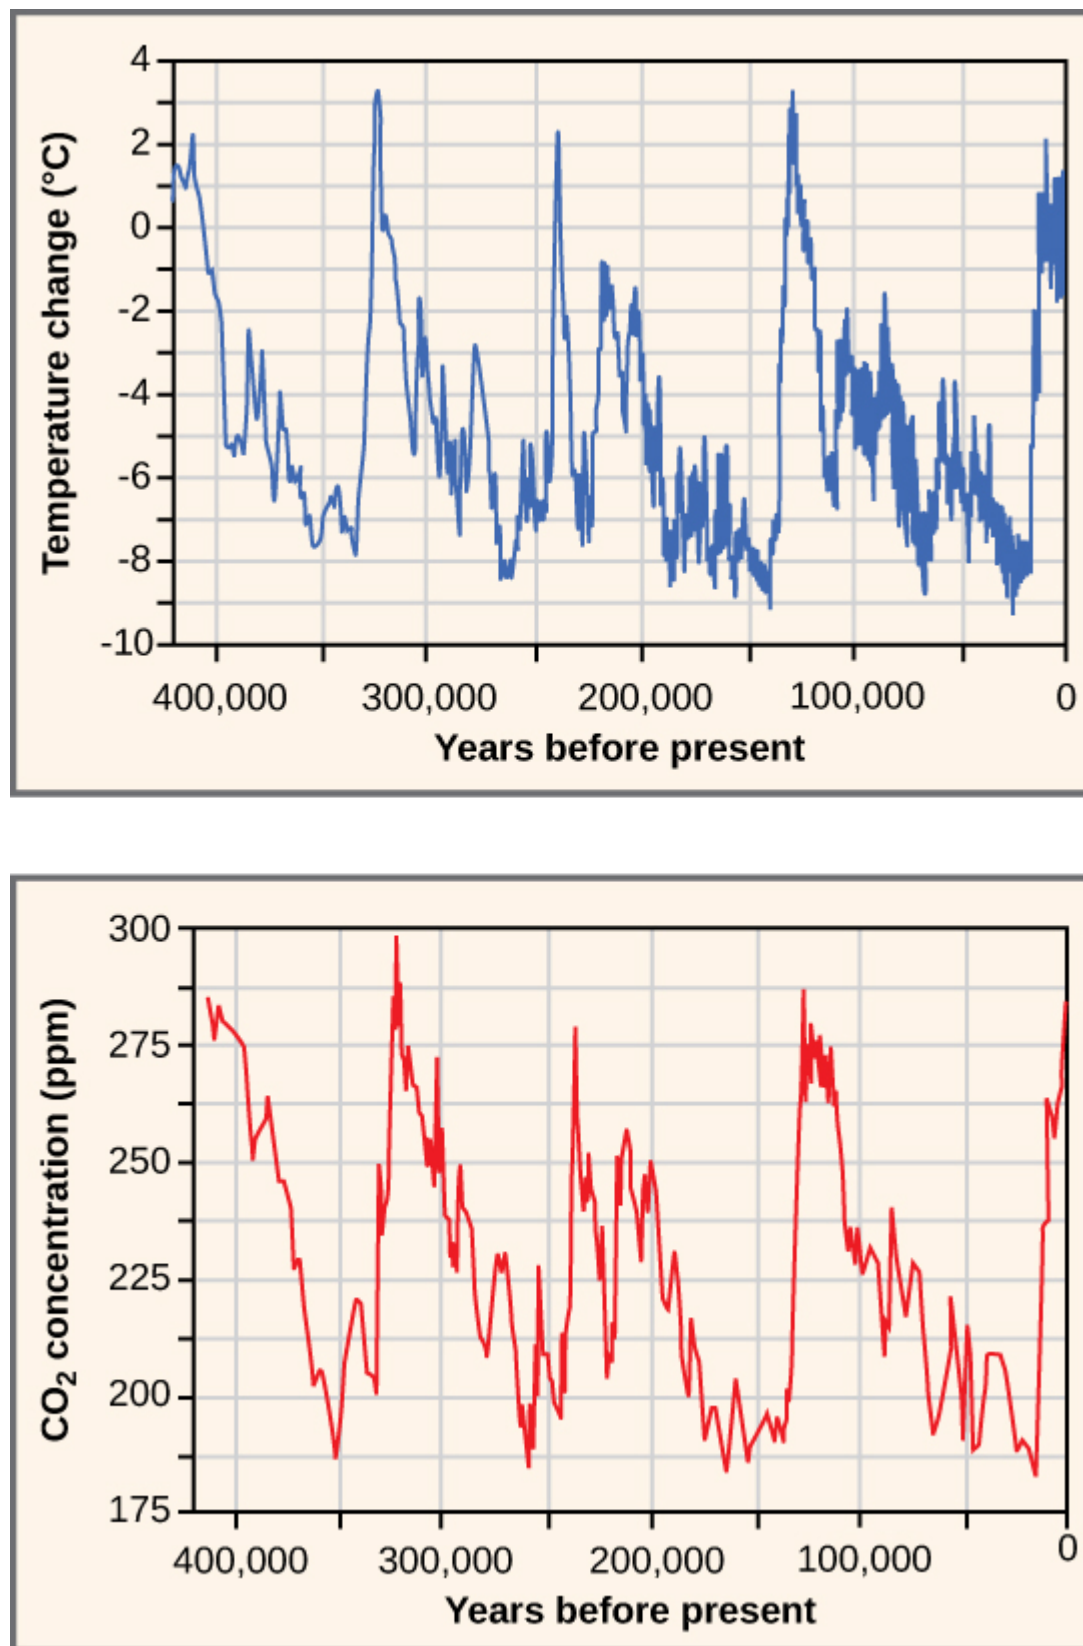 4
2
0
-2
-4
-6
-8
-10
Temperature change (°C)
400,000 300,000 200,000 100,000 0
Years before present
300
275
250
225
200
175
CO₂ concentration (ppm)
400,000 300,000 200,000 100,000 0
Years before present